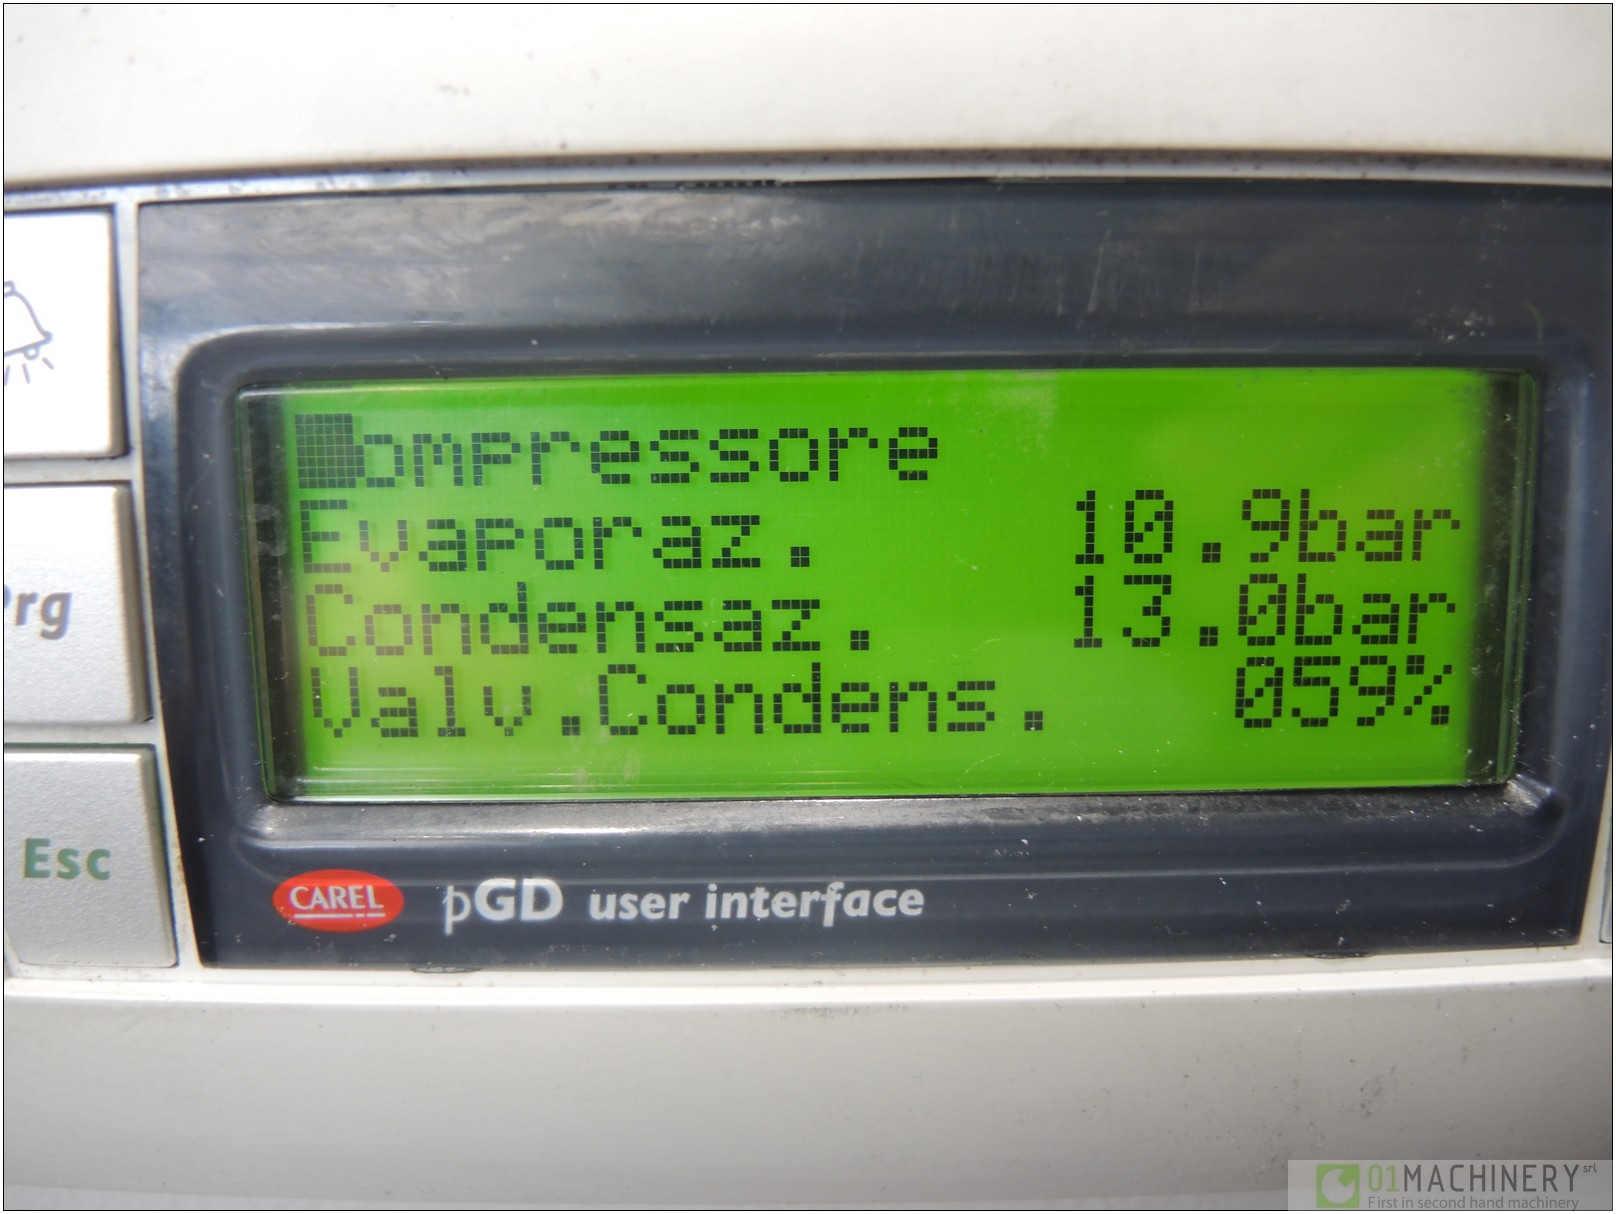 ompressore
Evaporaz. 10.9bar
Condensaz. 13.0bar
Valv.Condens. 059%
Prg
Esc
CAREL pGD user interface
01MACHINERY srl
First in second hand machinery